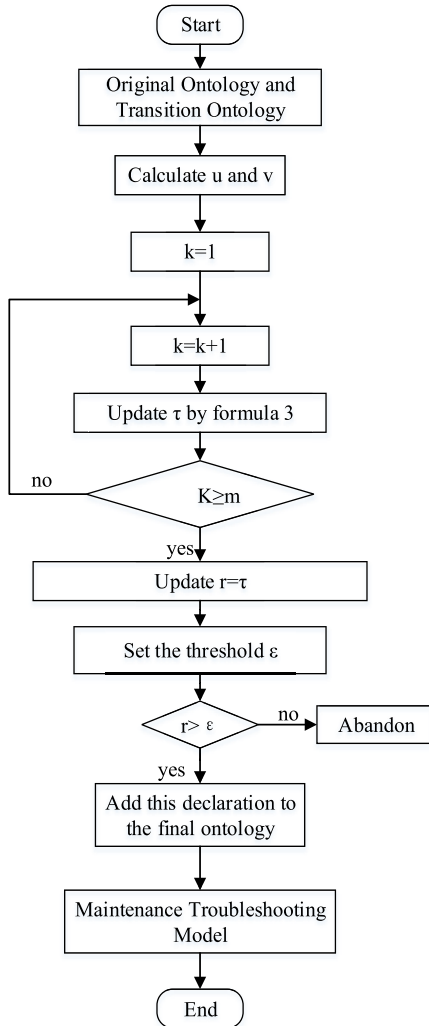 Start
Original Ontology and
Transition Ontology
Calculate u and v
k=1
k=k+1
Update τ by formula 3
no
K≥m
yes
Update r=τ
Set the threshold ε
r> ε
no
Abandon
yes
Add this declaration to
the final ontology
Maintenance Troubleshooting
Model
End